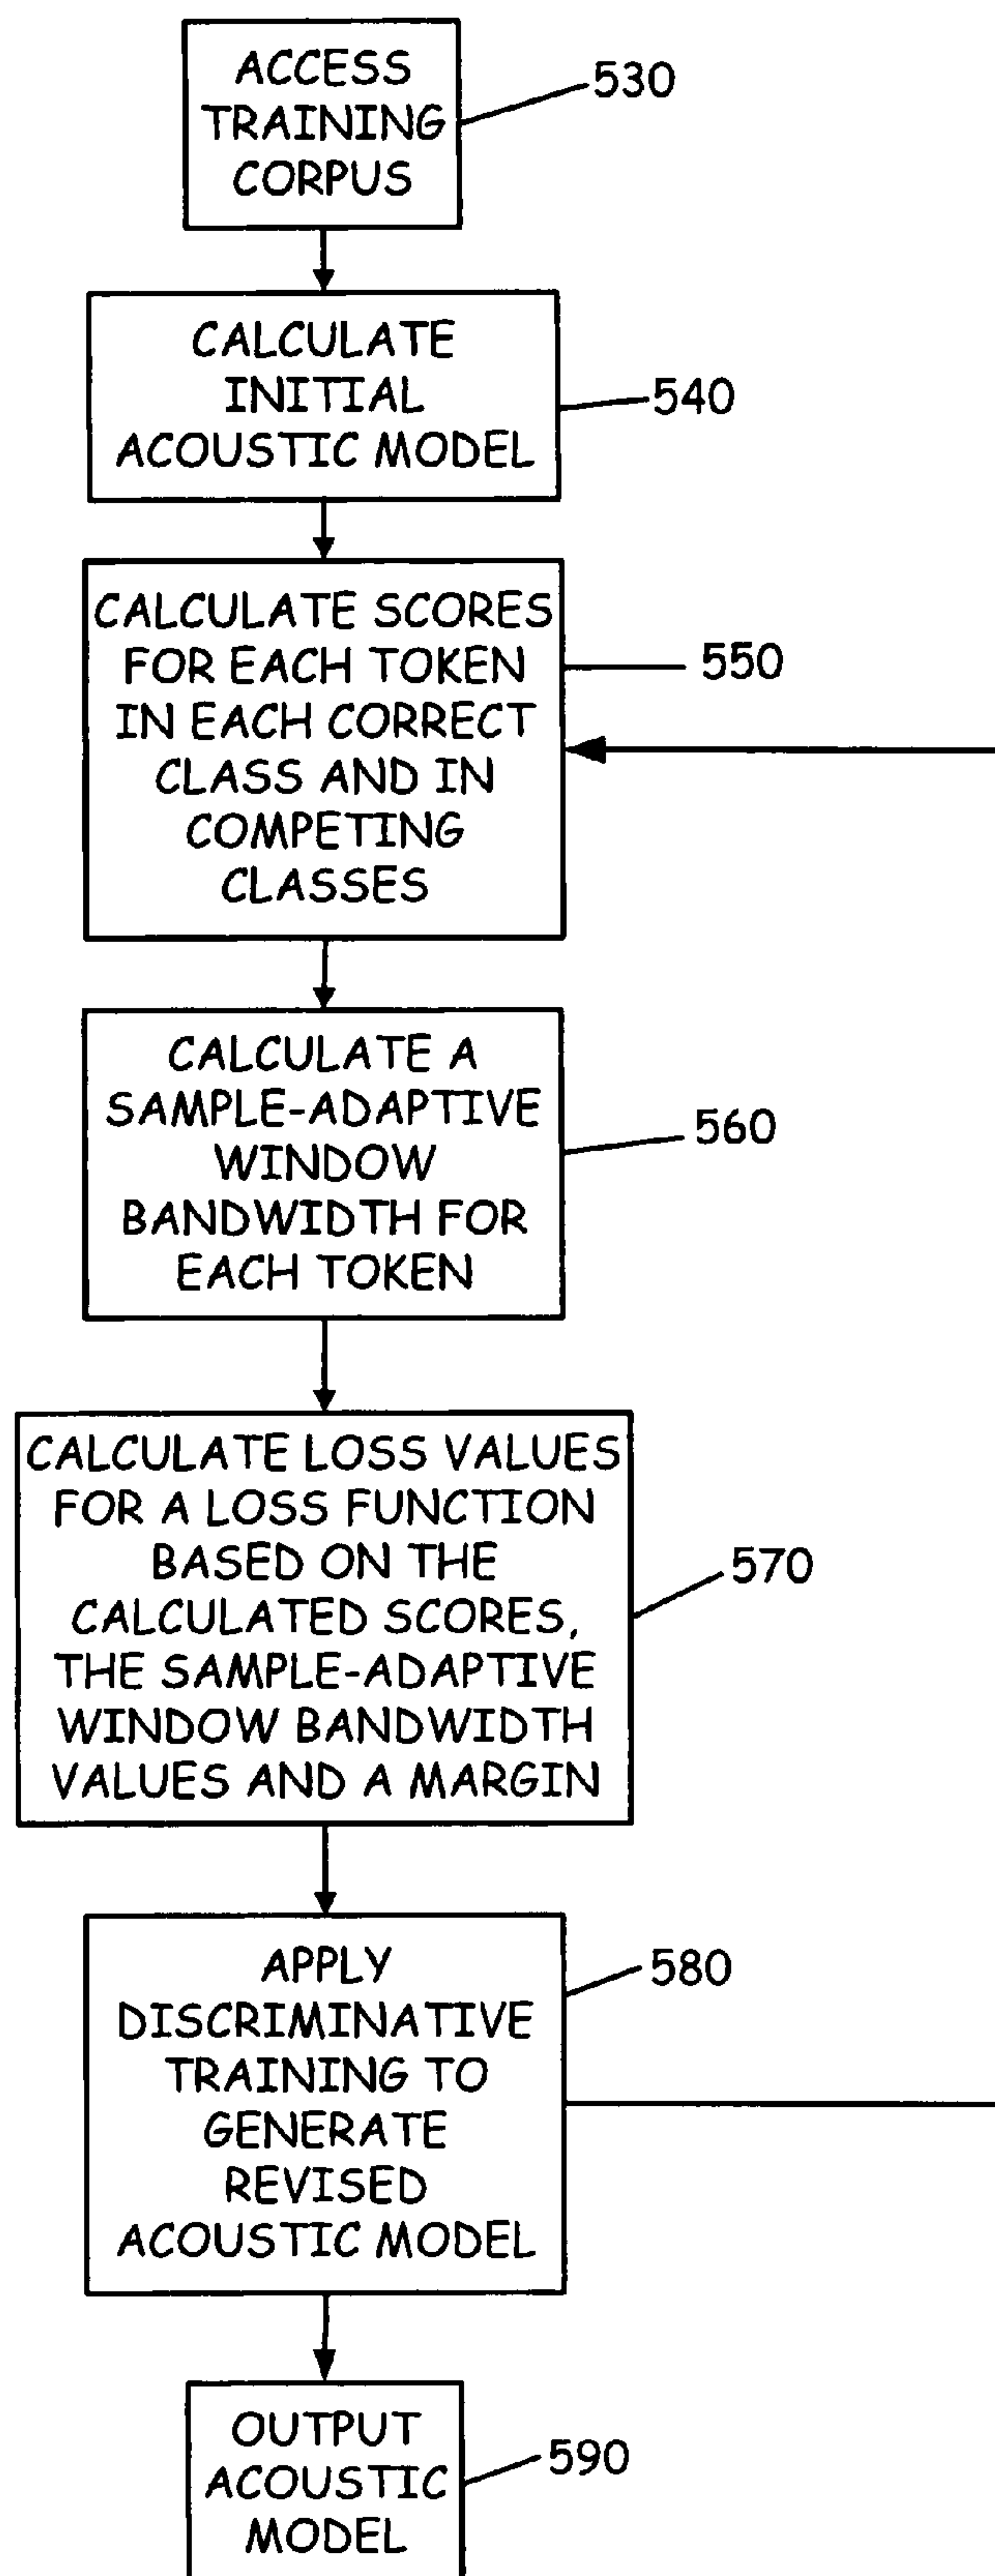 ACCESS
TRAINING
CORPUS
530
CALCULATE
INITIAL
ACOUSTIC MODEL
540
CALCULATE SCORES
FOR EACH TOKEN
IN EACH CORRECT
CLASS AND IN
COMPETING
CLASSES
550
CALCULATE A
SAMPLE-ADAPTIVE
WINDOW
BANDWIDTH FOR
EACH TOKEN
560
CALCULATE LOSS VALUES
FOR A LOSS FUNCTION
BASED ON THE
CALCULATED SCORES,
THE SAMPLE-ADAPTIVE
WINDOW BANDWIDTH
VALUES AND A MARGIN
570
APPLY
DISCRIMINATIVE
TRAINING TO
GENERATE
REVISED
ACOUSTIC MODEL
580
OUTPUT
ACOUSTIC
MODEL
590